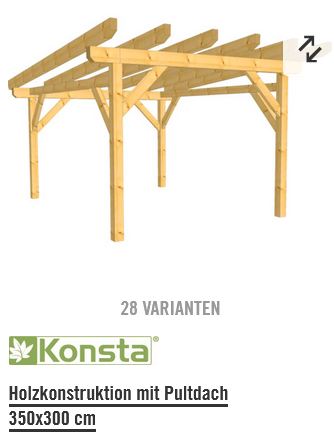 28 VARIANTEN
Konsta®
Holzkonstruktion mit Pultdach
350x300 cm